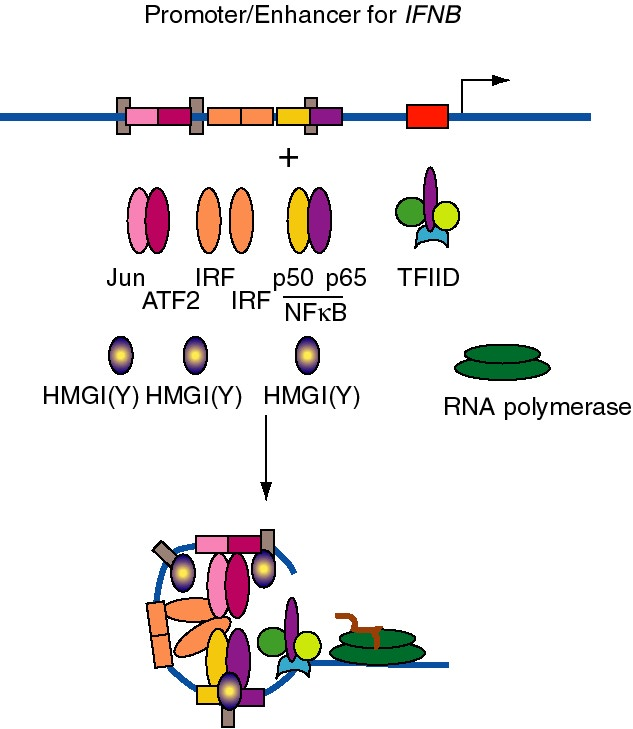 Promoter/Enhancer for IFNB
+
Jun IRF p50 p65 TFIID
ATF2 IRF NFκB
HMGI(Y) HMGI(Y) HMGI(Y)
RNA polymerase